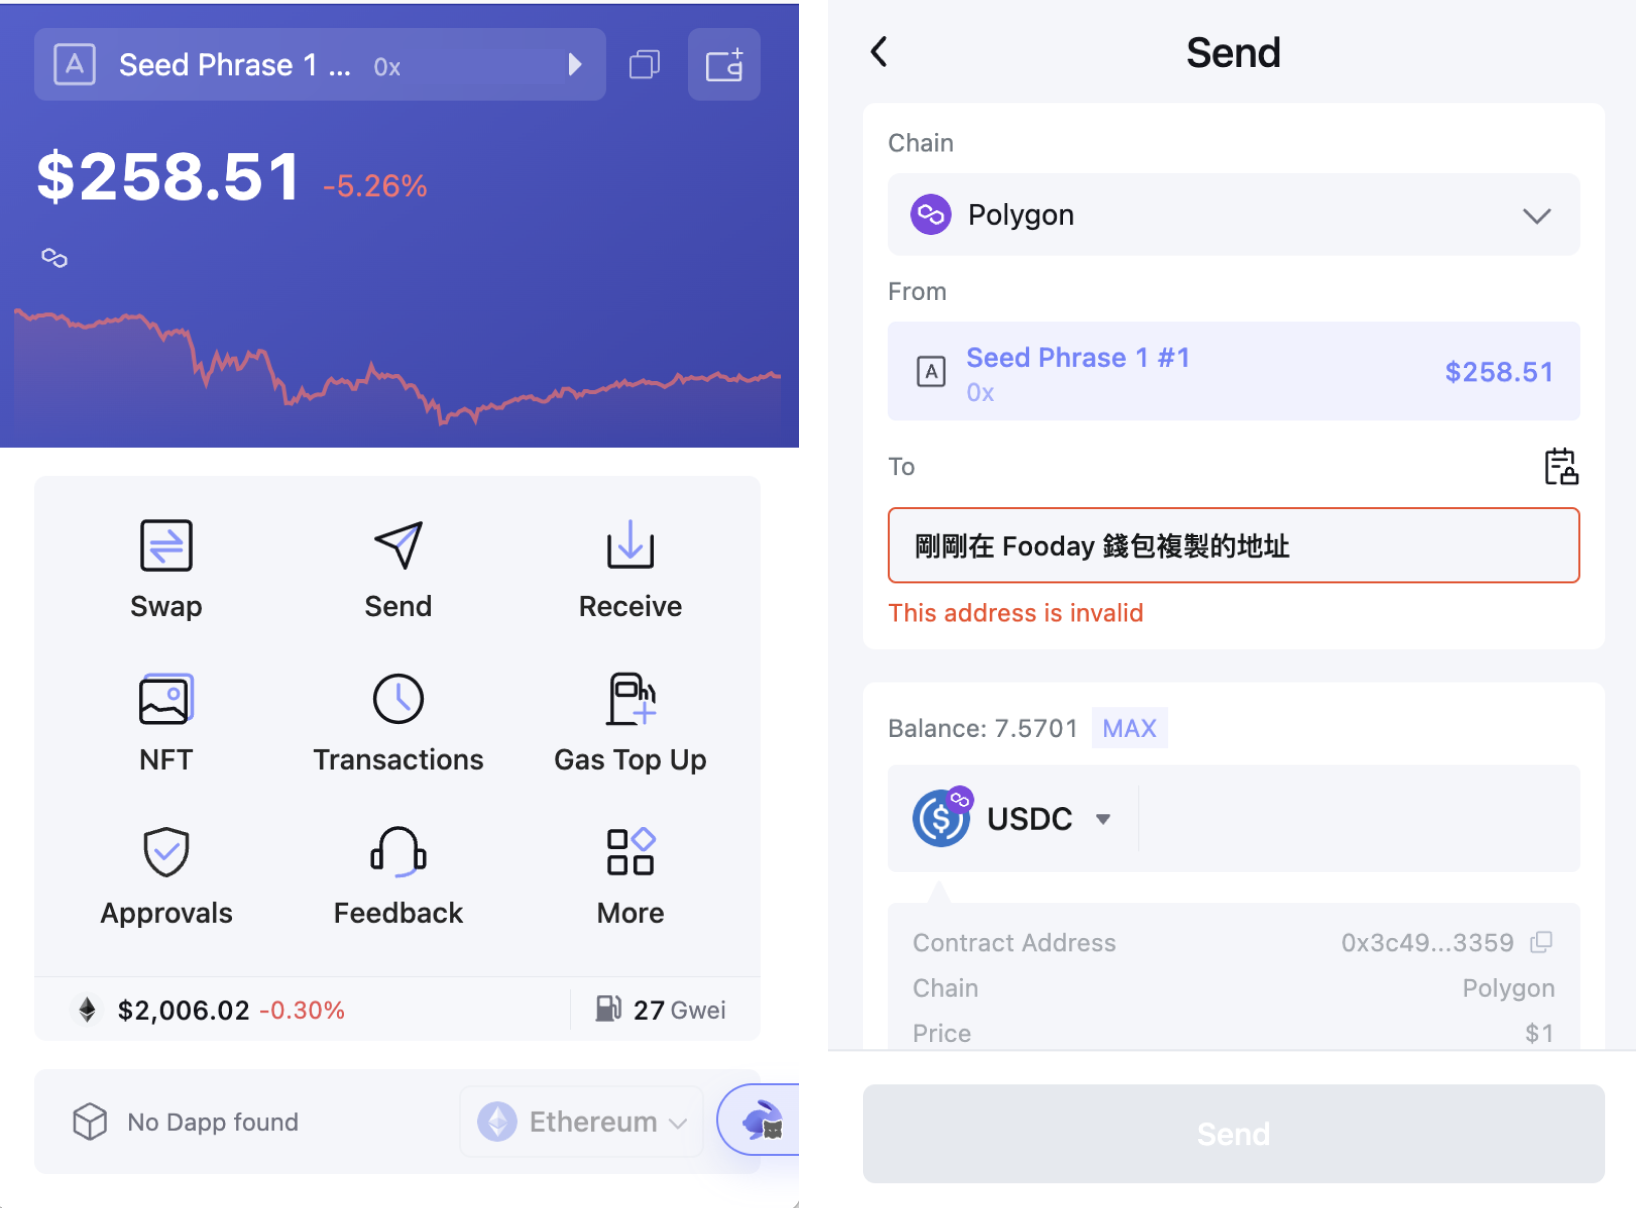 A Seed Phrase 1 ... 0x
$258.51 -5.26%
Swap
Send
Receive
NFT
Transactions
Gas Top Up
Approvals
Feedback
More
$2,006.02 -0.30%
27 Gwei
No Dapp found
Ethereum
Send
Chain
Polygon
From
A
Seed Phrase 1 #1
0x
$258.51
To
剛剛在 Fooday 錢包複製的地址
This address is invalid
Balance: 7.5701 MAX
USDC
Contract Address 0x3c49...3359
Chain Polygon
Price $1
Send